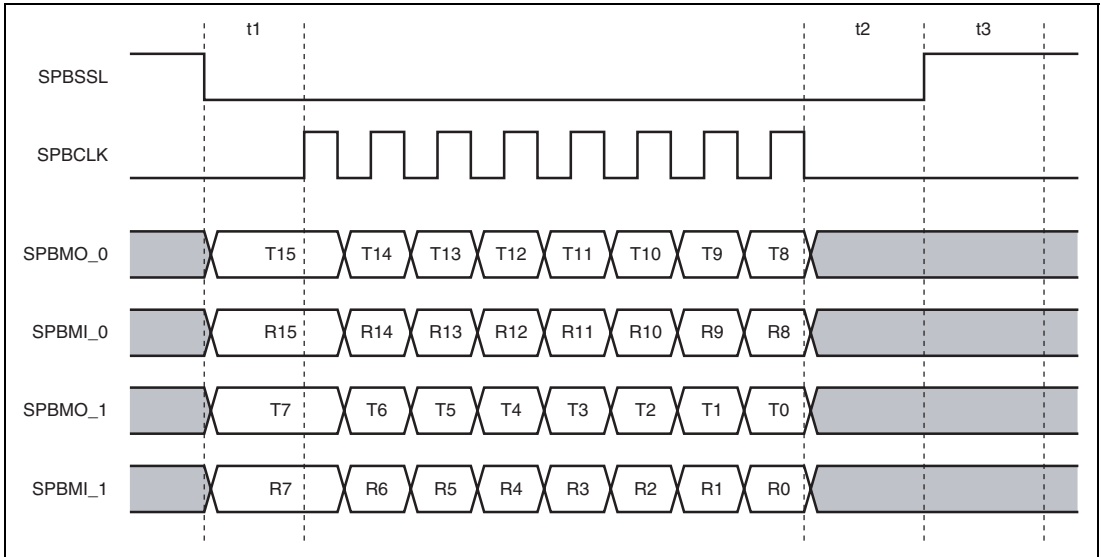 t1 t2 t3
SPBSSL
SPBCLK
SPBMO_0 T15 T14 T13 T12 T11 T10 T9 T8
SPBMI_0 R15 R14 R13 R12 R11 R10 R9 R8
SPBMO_1 T7 T6 T5 T4 T3 T2 T1 T0
SPBMI_1 R7 R6 R5 R4 R3 R2 R1 R0